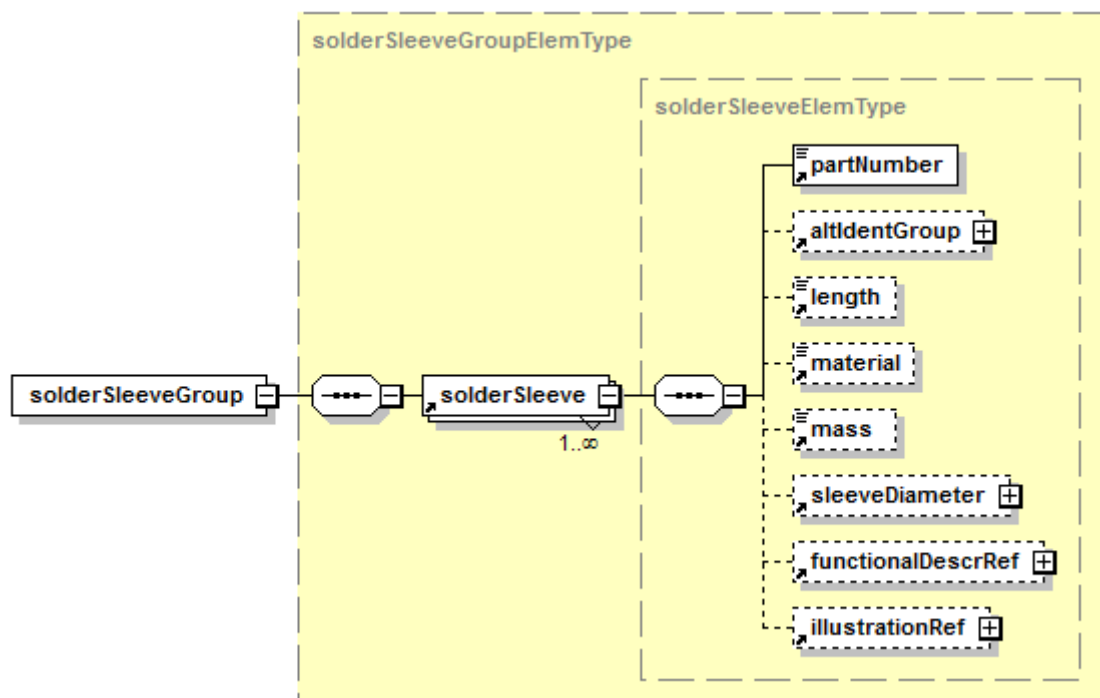 solderSleeveGroupElemType
solderSleeveElemType
partNumber
altIdentGroup
length
solderSleeveGroup
solderSleeve
1..∞
material
mass
sleeveDiameter
functionalDescrRef
illustrationRef